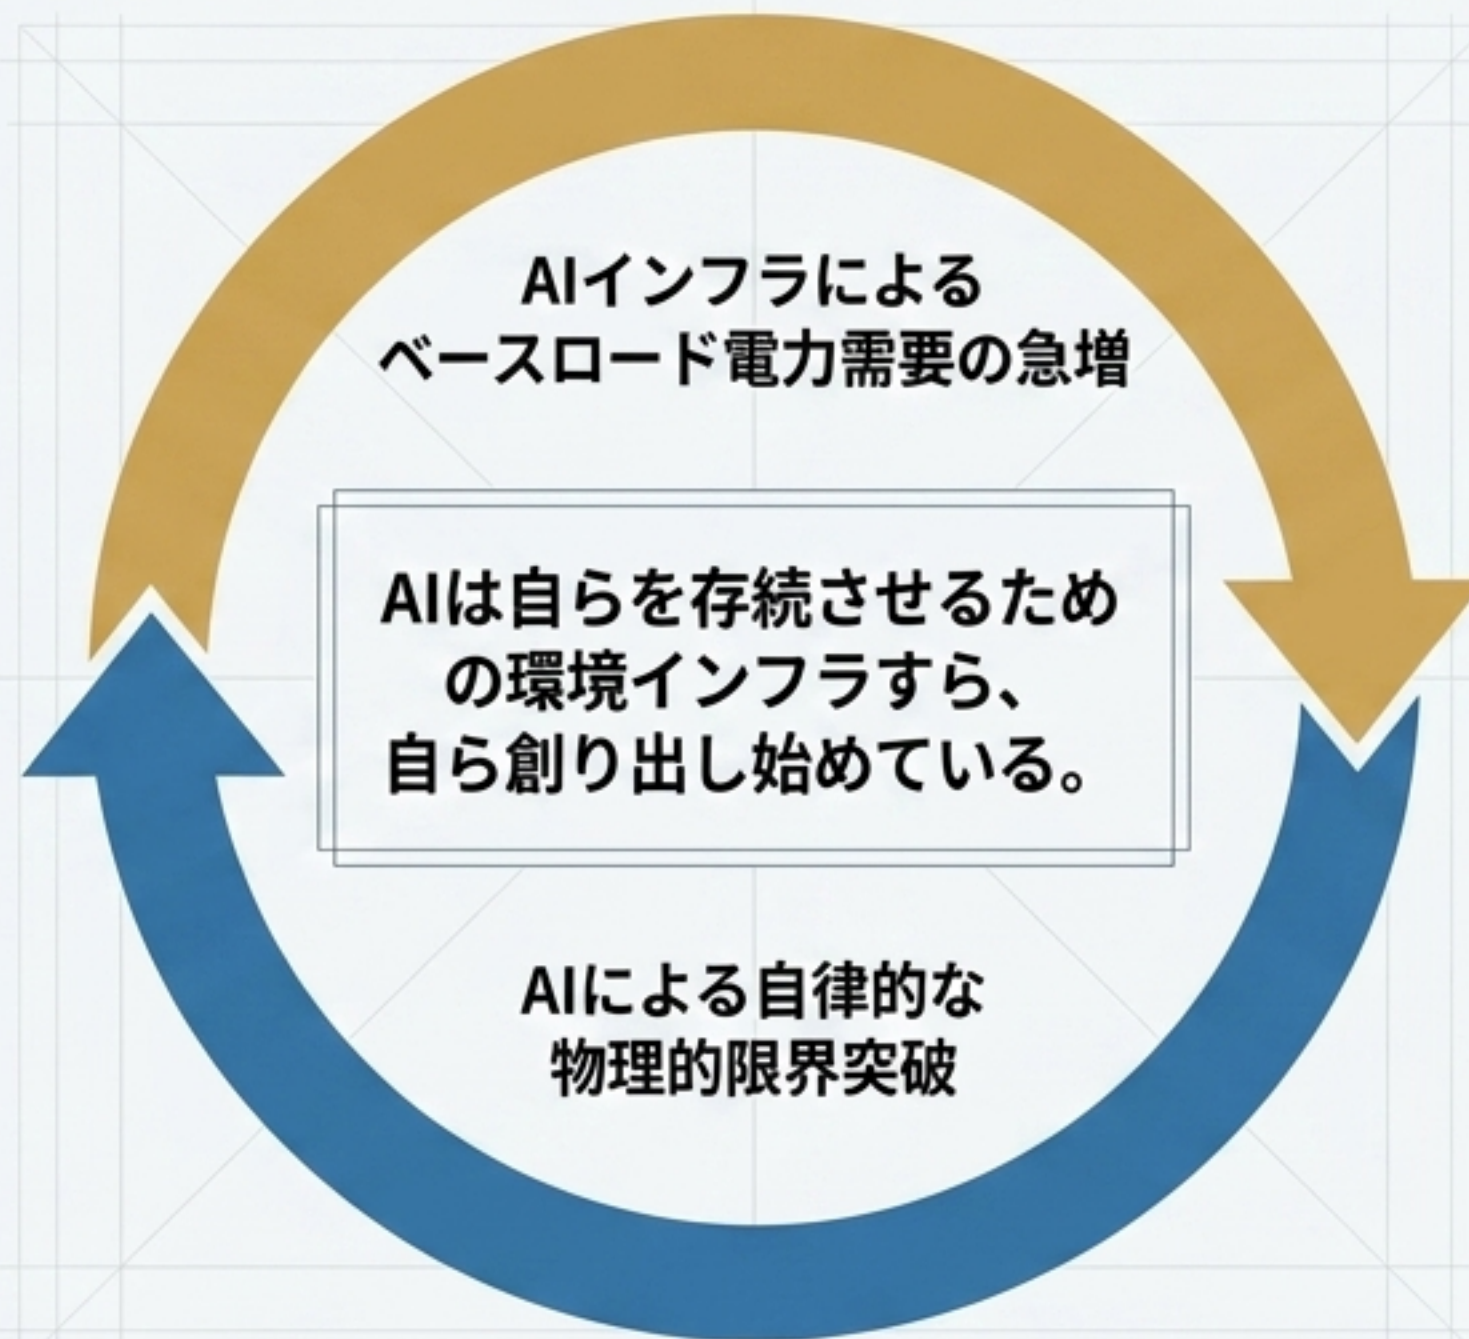 AIインフラによる
ベースロード電力需要の急増
AIは自らを存続させるため
の環境インフラすら、
自ら創り出し始めている。
AIによる自律的な
物理的限界突破